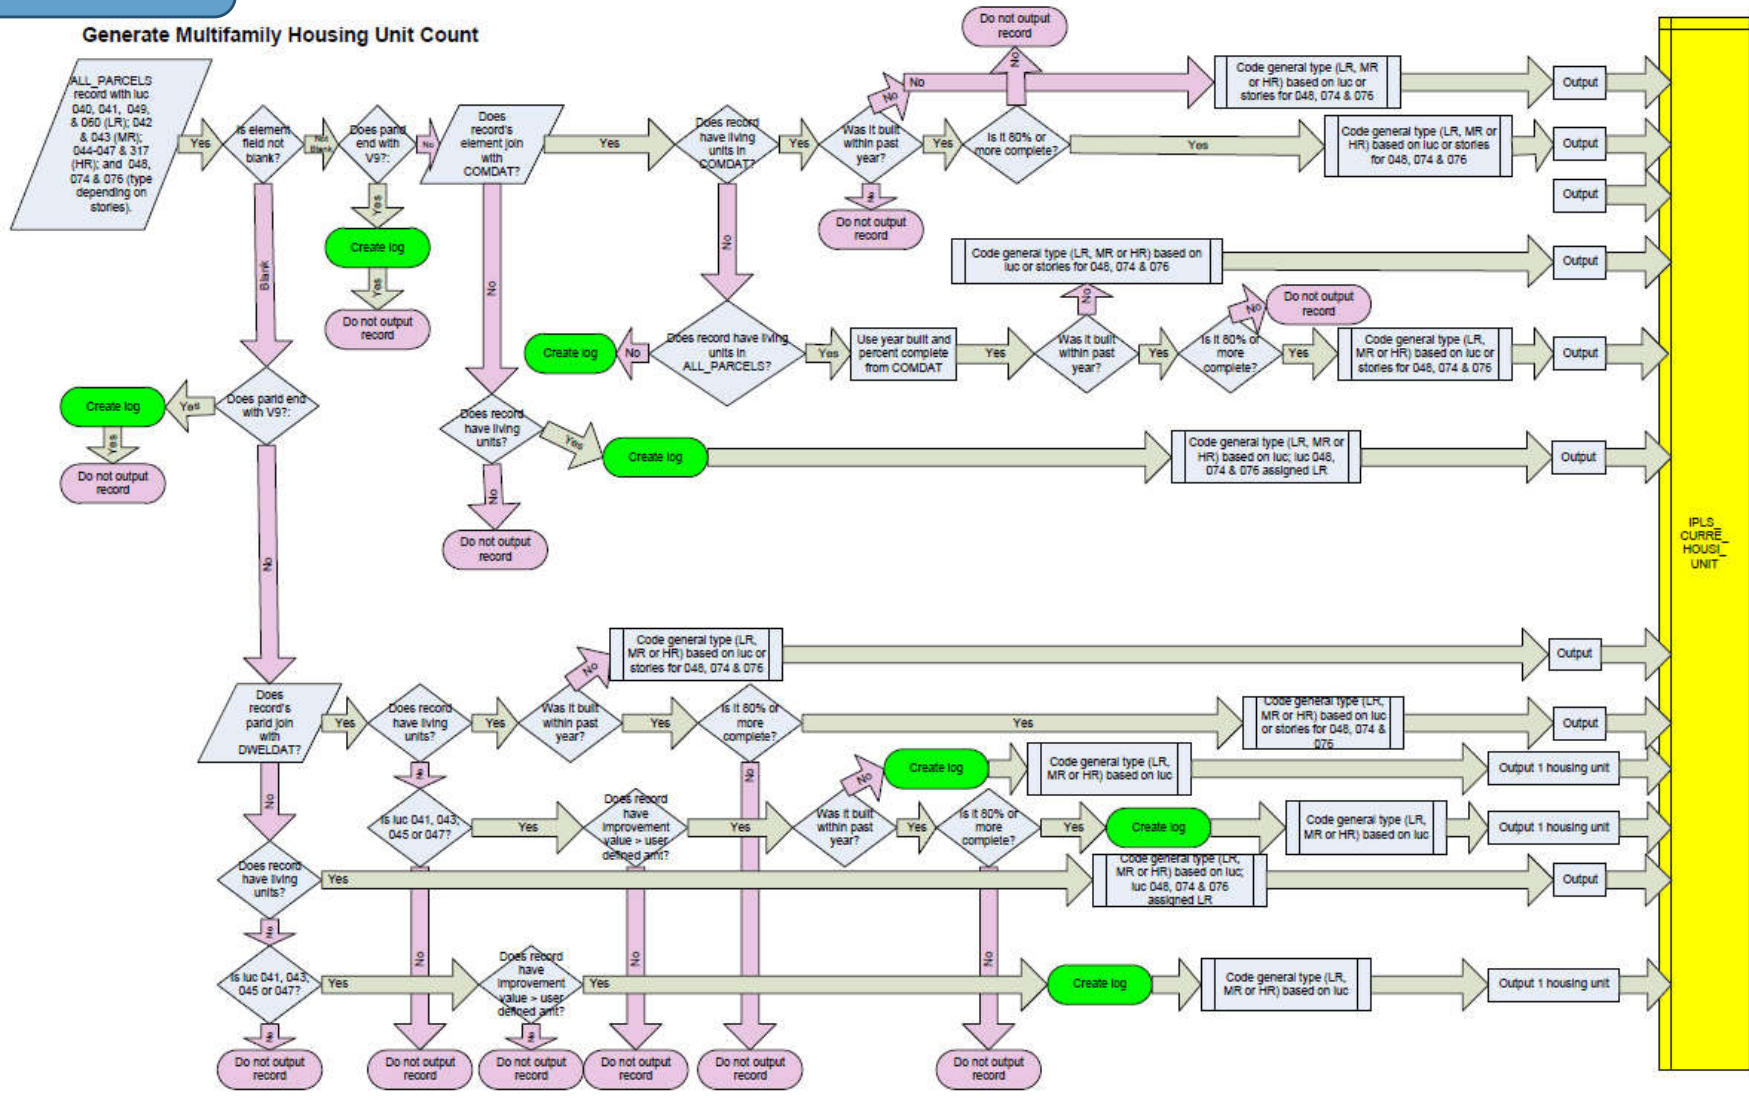 Generate Multifamily Housing Unit Count
ALL_PARCELS
record with luc
040, 041, 049,
& 060 (LR); 042
& 043 (MR);
044-047 & 317
(HR); and 048,
074 & 076 (type
depending on
stories).
Yes
Is element
field not
blank?
Not
Blank
Does parid
end with
V9?:
No
Does
record's
element join
with
COMDAT?
Yes
Does record
have living
units in
COMDAT?
Yes
Was it built
within past
year?
Yes
Is it 80% or
more complete?
Yes
Code general type (LR, MR or
HR) based on luc or stories
for 048, 074 & 076
Output
No
No
Code general type (LR, MR
or HR) based on luc or
stories for 048, 074 & 076
Output
No
Do not output
record
No
Do not output
record
Output
Yes
Create log
Yes
Do not output
record
Blank
No
No
Code general type (LR, MR or HR) based on
luc or stories for 048, 074 & 076
Output
Does record have living
units in
ALL_PARCELS?
No
Create log
Yes
Use year built and
percent complete
from COMDAT
Yes
Was it built
within past
year?
No
Yes
Is it 80% or
more
complete?
No
Do not output
record
Yes
Code general type (LR,
MR or HR) based on luc or
stories for 048, 074 & 076
Output
Does parid end
with V9?:
Yes
Create log
Yes
Do not output
record
Does record
have living
units?
Yes
Create log
Code general type (LR, MR or
HR) based on luc; luc 048,
074 & 076 assigned LR
Output
No
Do not output
record
IPLS_
CURRE_
HOUSI_
UNIT
No
Does
record's
parid join
with
DWELDAT?
Yes
Does record
have living
units?
Yes
Was it built
within past
year?
No
Code general type (LR,
MR or HR) based on luc or
stories for 048, 074 & 076
Output
Yes
Is it 80% or
more
complete?
Yes
Code general type (LR,
MR or HR) based on luc
or stories for 048, 074 &
076
Output
No
No
No
Is luc 041, 043,
045 or 047?
Yes
Does record
have
improvement
value > user
defined amt?
Yes
Was it built
within past
year?
No
Create log
Code general type (LR,
MR or HR) based on luc
Output 1 housing unit
Yes
Is it 80% or
more
complete?
Yes
Create log
Code general type (LR,
MR or HR) based on luc
Output 1 housing unit
Does record
have living
units?
Yes
Code general type (LR,
MR or HR) based on luc;
luc 048, 074 & 076
assigned LR
Output
No
No
No
No
Is luc 041, 043,
045 or 047?
Yes
Does record
have
improvement
value > user
defined amt?
Yes
Create log
Code general type (LR,
MR or HR) based on luc
Output 1 housing unit
No
No
Do not output
record
Do not output
record
Do not output
record
Do not output
record
Do not output
record
Do not output
record